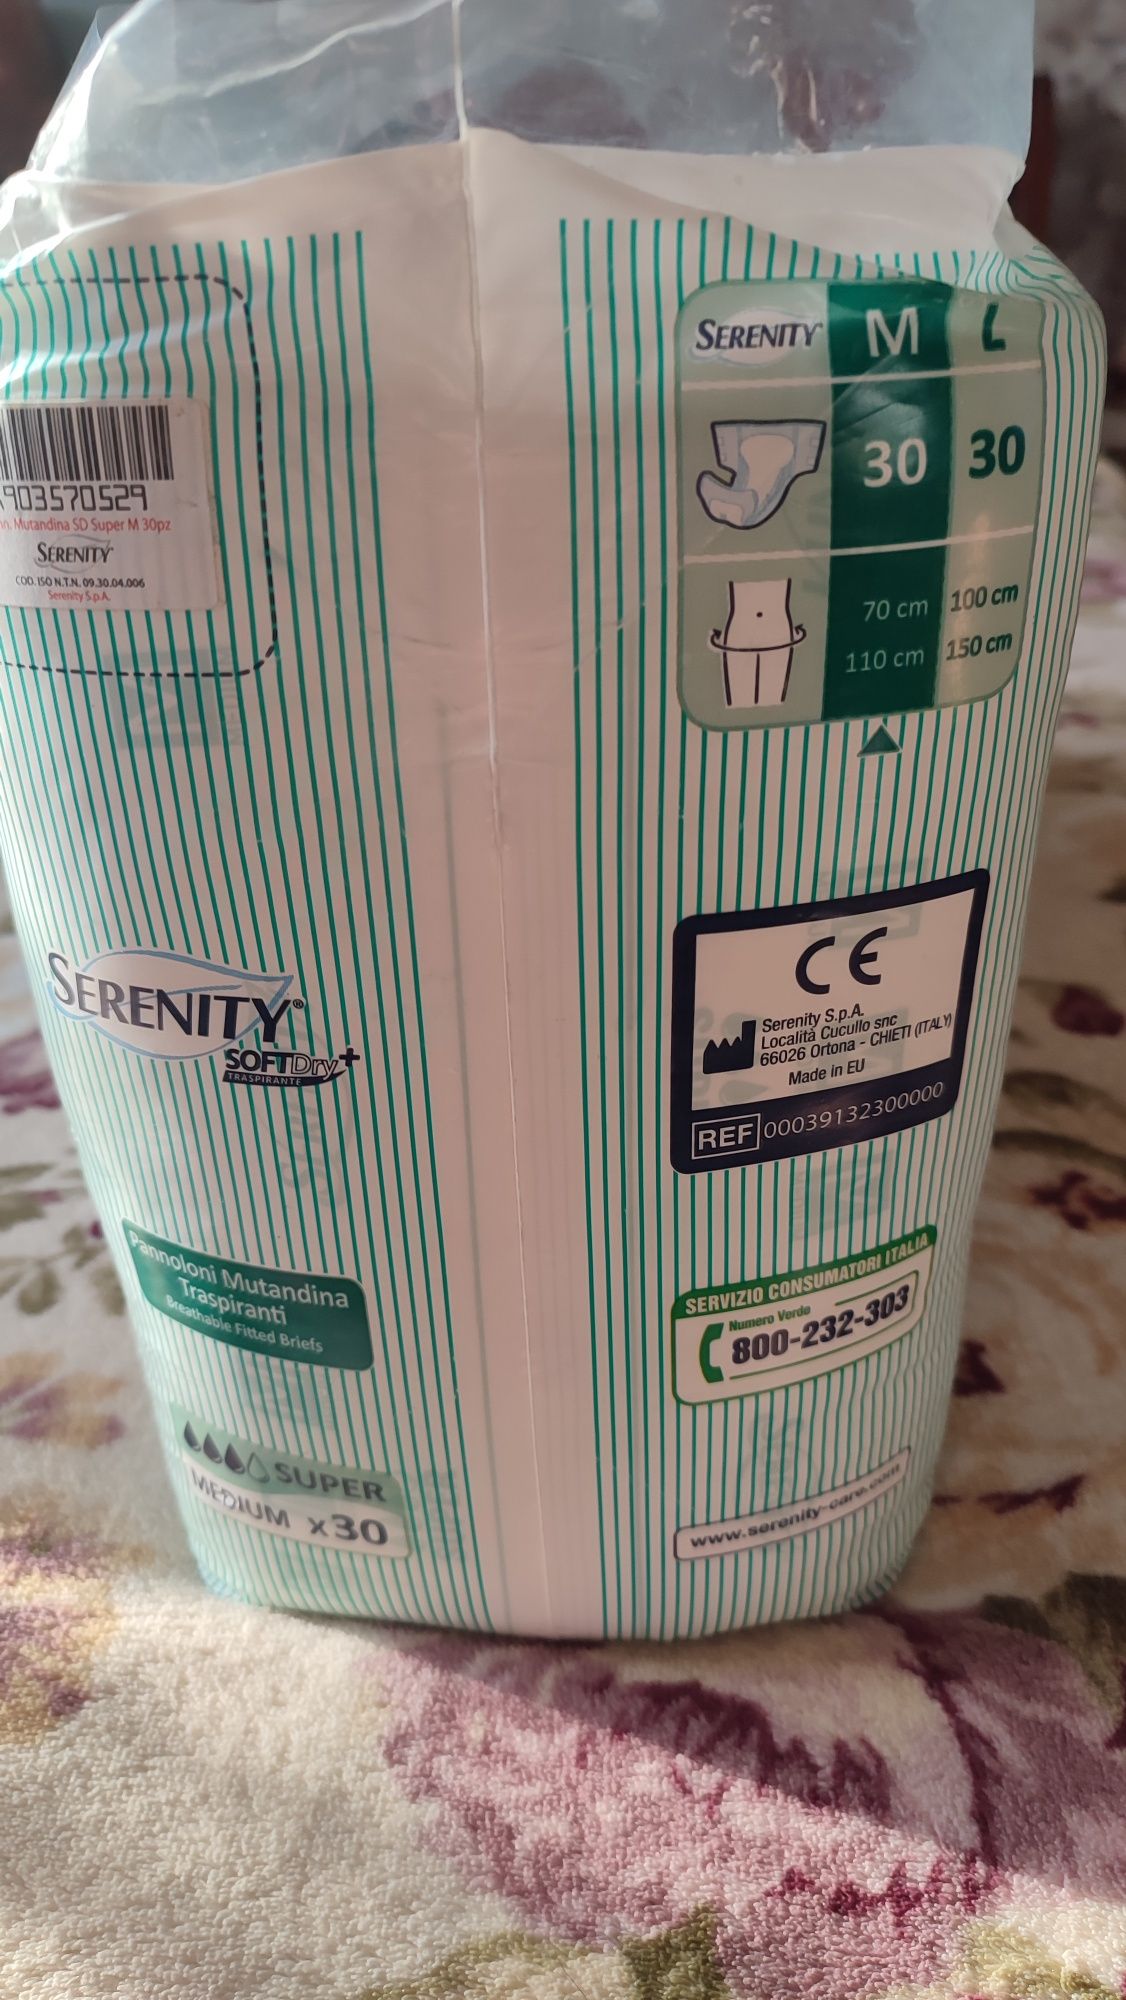 903570529
Mutandina SD Super M 30pz
SERENITY
COD. ISO N.T.N. 09.30.04.006
Serenity S.p.A.
SERENITY M L
30 30
70 cm 100 cm
110 cm 150 cm
SERENITY®
SOFTDry+
TRASPIRANTE
CE
Serenity S.p.A.
Località Cucullo snc
66026 Ortona - CHIETI (ITALY)
Made in EU
REF 00039132300000
Pannoloni Mutandina
Traspiranti
Breathable Fitted Briefs
SERVIZIO CONSUMATORI ITALIA
Numero Verde
800-232-303
SUPER
MEDIUM x30
www.serenity-care.com